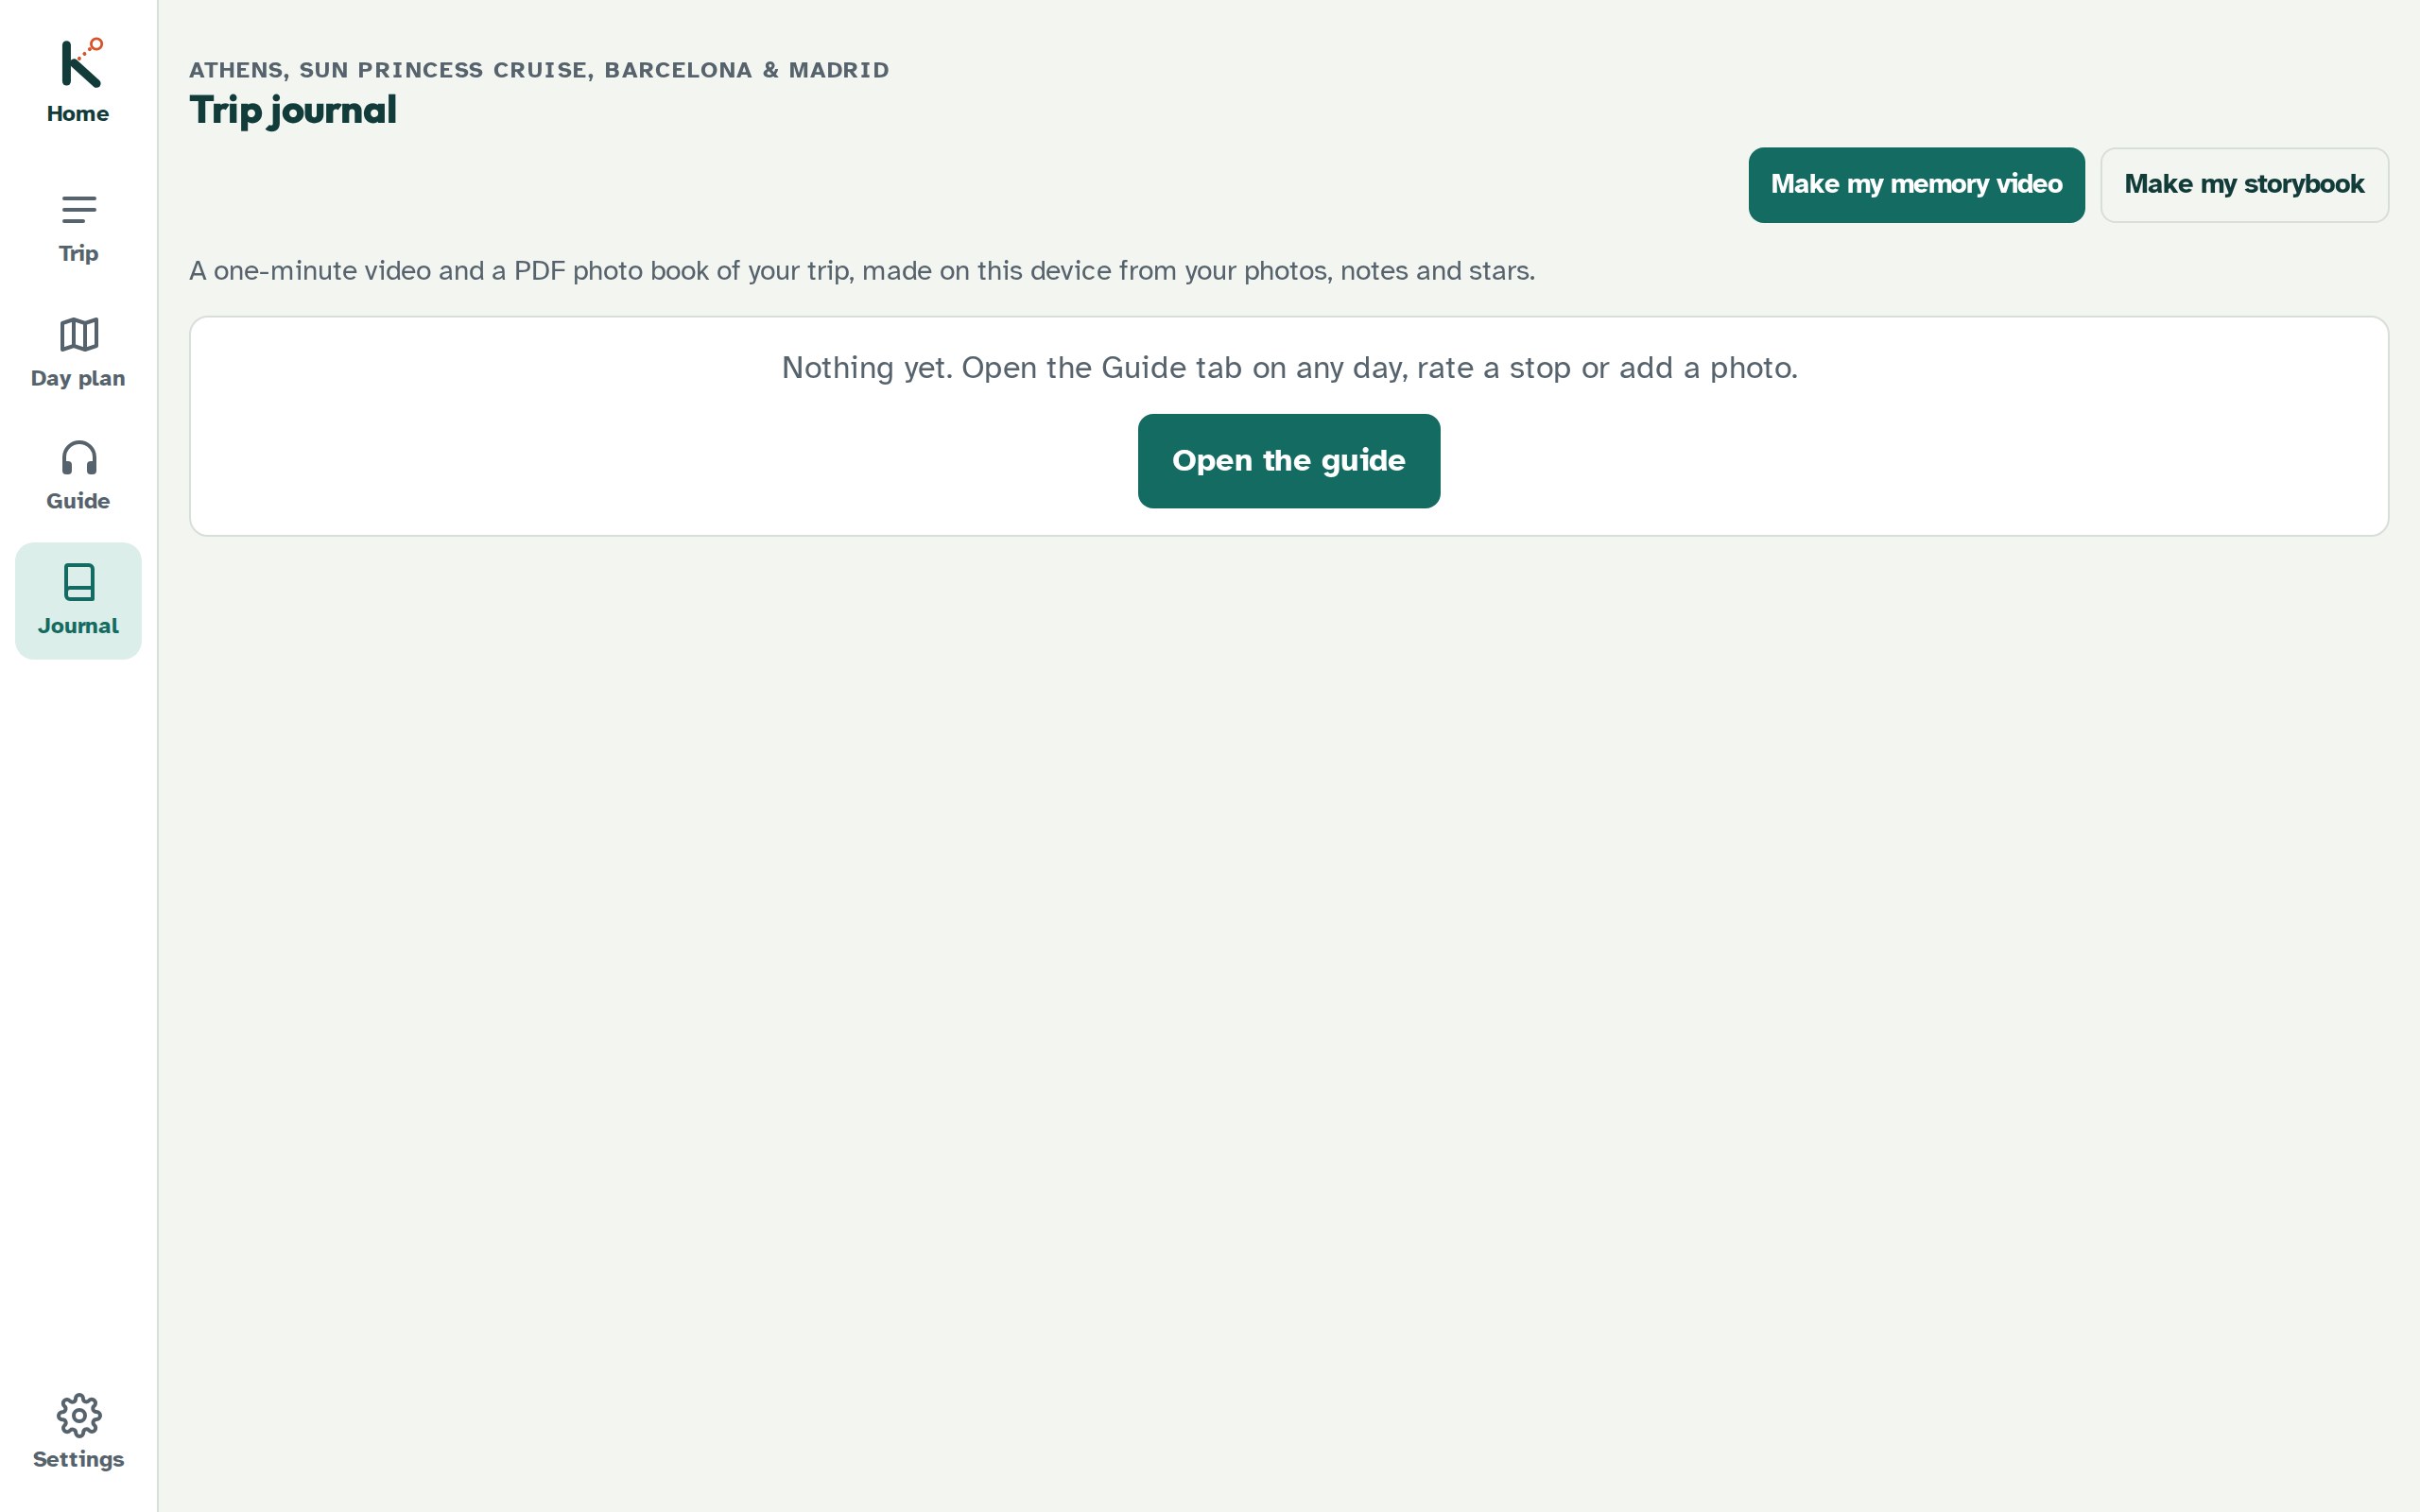 Home
Trip
Day plan
Guide
Journal
Settings
ATHENS, SUN PRINCESS CRUISE, BARCELONA & MADRID
Trip journal
Make my memory video
Make my storybook
A one-minute video and a PDF photo book of your trip, made on this device from your photos, notes and stars.
Nothing yet. Open the Guide tab on any day, rate a stop or add a photo.
Open the guide